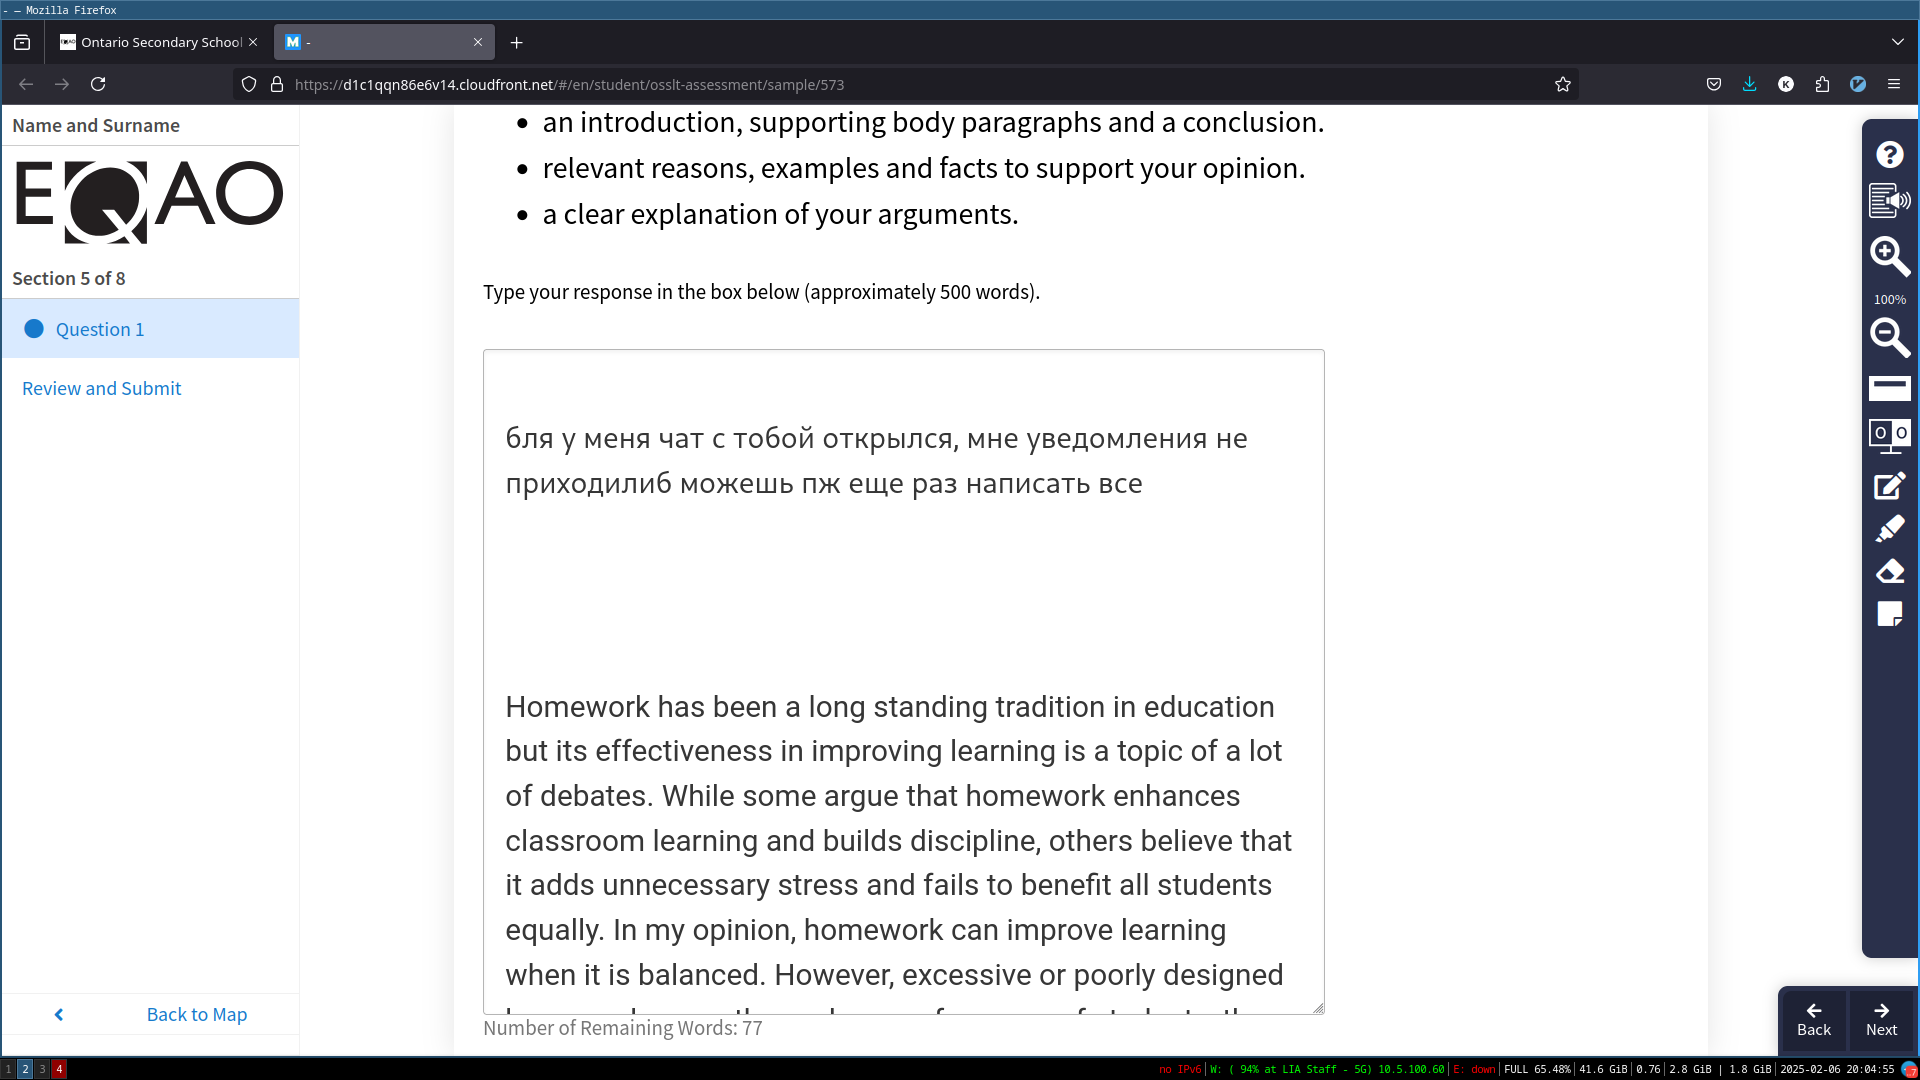 - — Mozilla Firefox
Ontario Secondary School
M -
https://d1c1qqn86e6v14.cloudfront.net/#/en/student/osslt-assessment/sample/573
Name and Surname
EQAO
Section 5 of 8
Question 1
Review and Submit
Back to Map
an introduction, supporting body paragraphs and a conclusion.
relevant reasons, examples and facts to support your opinion.
a clear explanation of your arguments.
Type your response in the box below (approximately 500 words).
бля у меня чат с тобой открылся, мне уведомления не
приходилиб можешь пж еще раз написать все
Homework has been a long standing tradition in education
but its effectiveness in improving learning is a topic of a lot
of debates. While some argue that homework enhances
classroom learning and builds discipline, others believe that
it adds unnecessary stress and fails to benefit all students
equally. In my opinion, homework can improve learning
when it is balanced. However, excessive or poorly designed
Number of Remaining Words: 77
100%
Back
Next
1 2 3 4
no IPv6 | W: ( 94% at LIA Staff - 5G) 10.5.100.60 | E: down | FULL 65.48% | 41.6 GiB | 0.76 | 2.8 GiB | 1.8 GiB | 2025-02-06 20:04:55